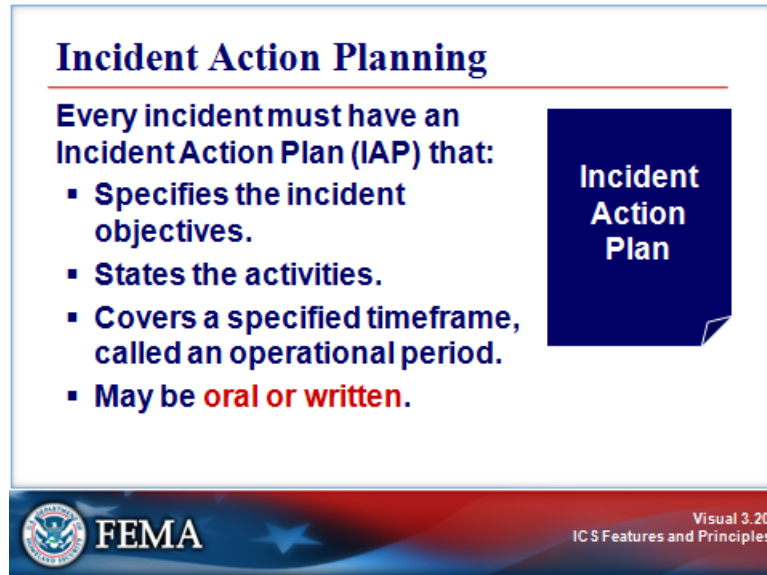 Incident Action Planning
Every incident must have an
Incident Action Plan (IAP) that:
▪ Specifies the incident
objectives.
▪ States the activities.
▪ Covers a specified timeframe,
called an operational period.
▪ May be oral or written.
Incident
Action
Plan
FEMA
Visual 3.20
ICS Features and Principles